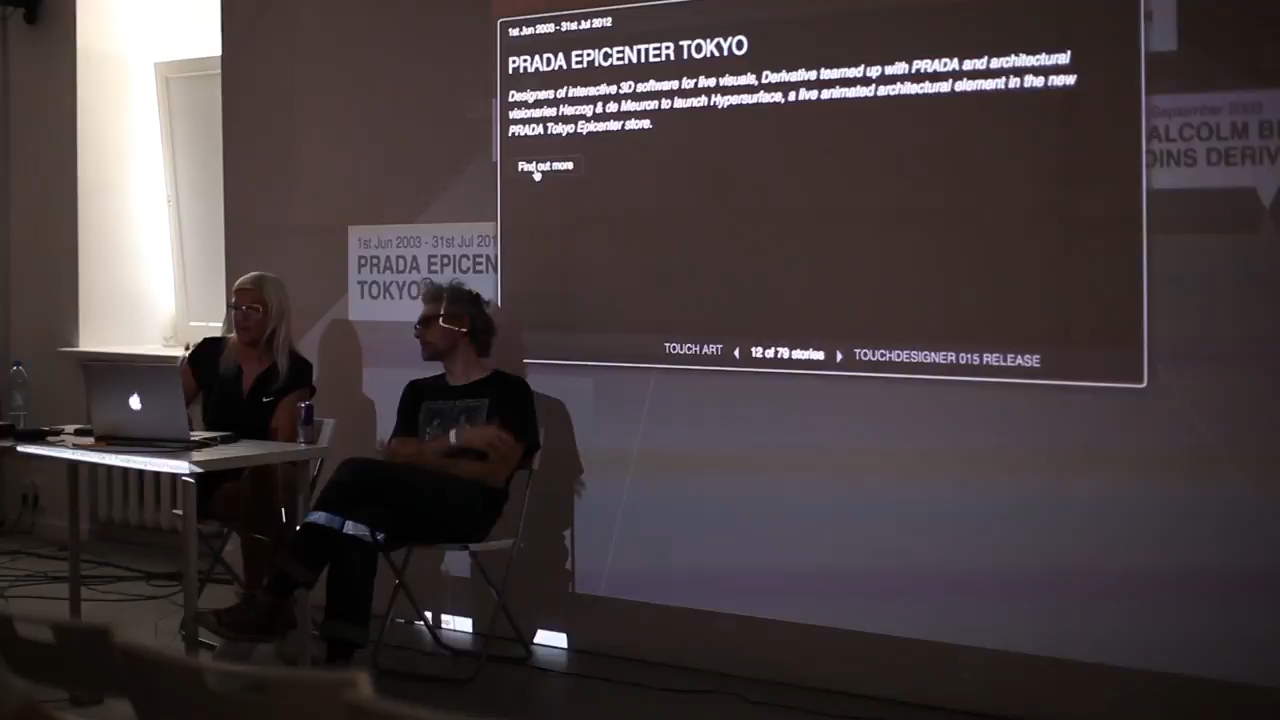 1st Jun 2003 - 31st Jul 2012
PRADA EPICENTER TOKYO
Designers of interactive 3D software for live visuals, Derivative teamed up with PRADA and architectural
visionaries Herzog & de Meuron to launch Hypersurface, a live animated architectural element in the new
PRADA Tokyo Epicenter store.
Find out more
TOUCH ART 12 of 79 stories TOUCHDESIGNER 015 RELEASE
1st Jun 2003 - 31st Jul 201
PRADA EPICEN
TOKYO
September 2003
ALCOLM B
OINS DERIV